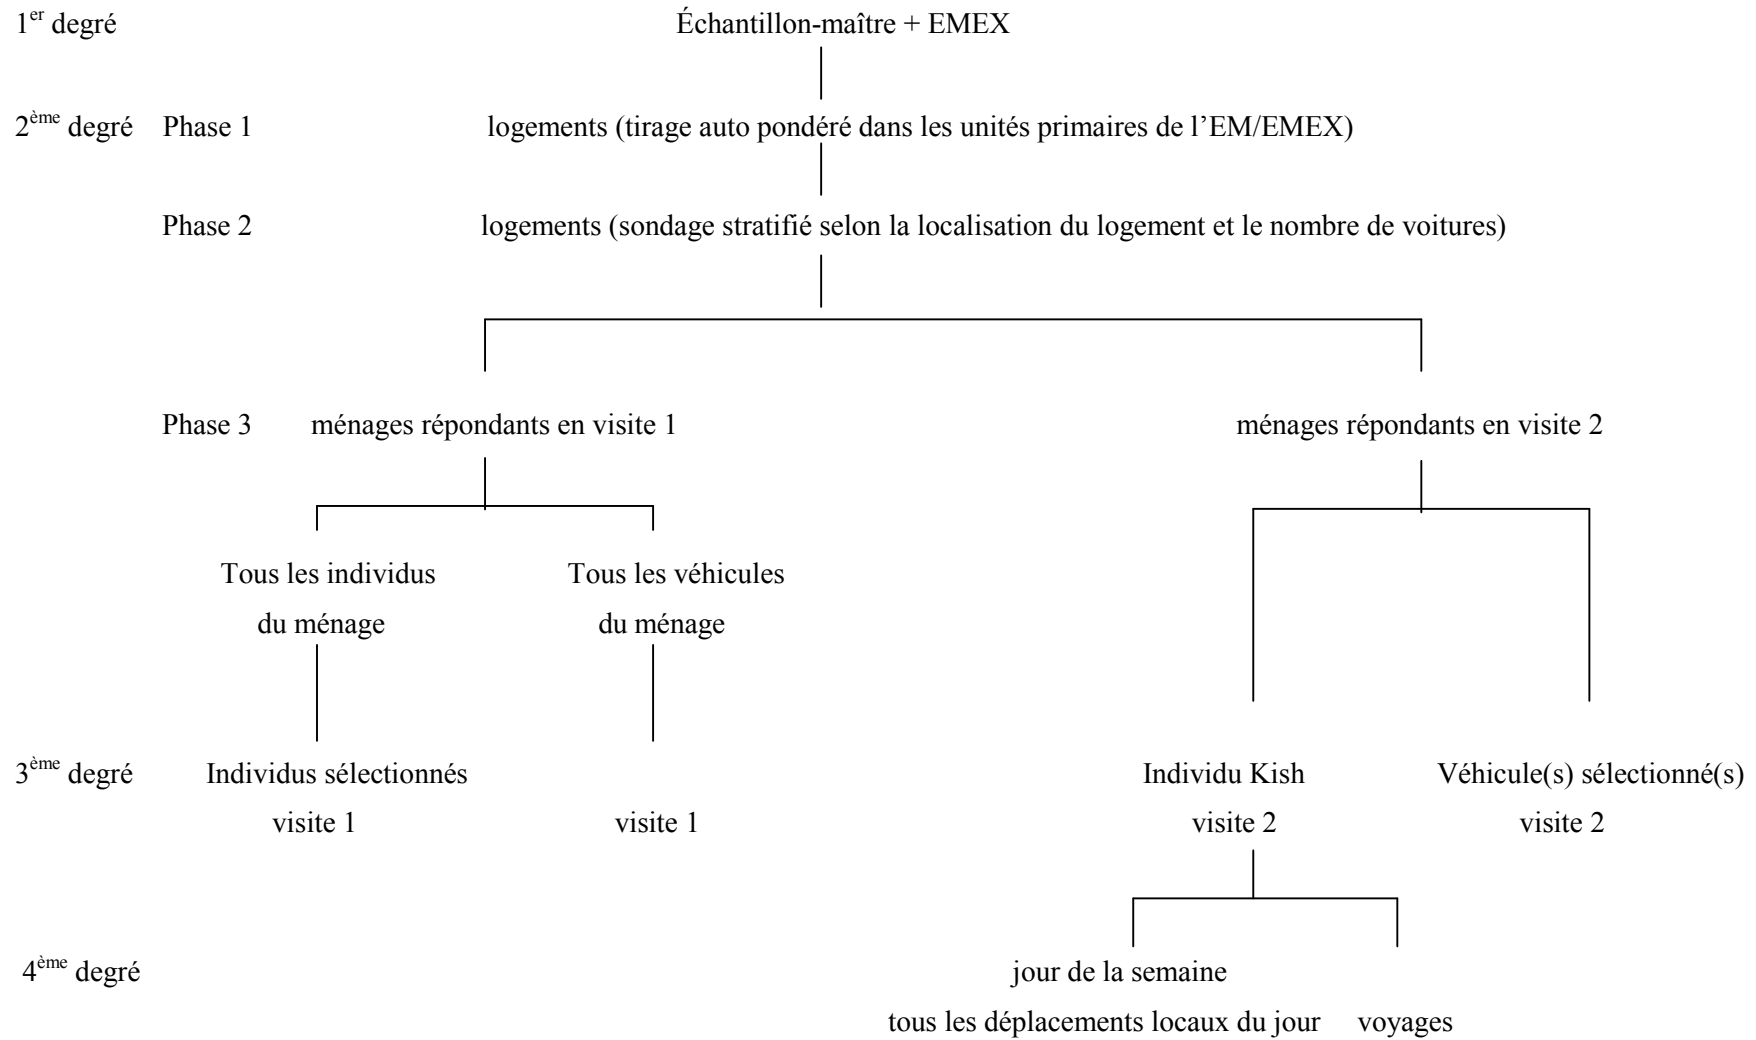 1er degré Échantillon-maître + EMEX
2ème degré Phase 1 logements (tirage auto pondéré dans les unités primaires de l’EM/EMEX)
Phase 2 logements (sondage stratifié selon la localisation du logement et le nombre de voitures)
Phase 3 ménages répondants en visite 1 ménages répondants en visite 2
Tous les individus Tous les véhicules
du ménage du ménage
3ème degré Individus sélectionnés Individu Kish Véhicule(s) sélectionné(s)
visite 1 visite 1 visite 2 visite 2
4ème degré jour de la semaine
tous les déplacements locaux du jour voyages